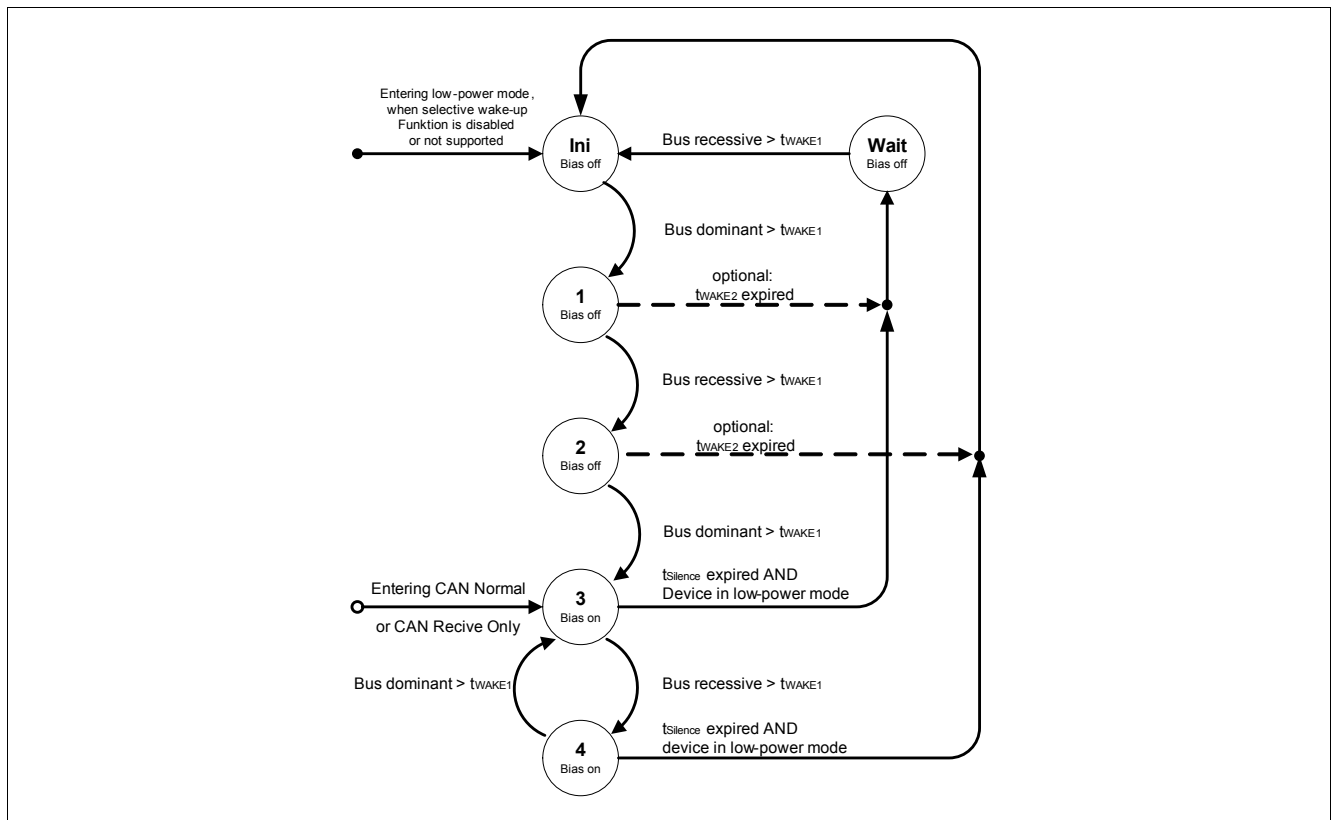 Entering low-power mode,
when selective wake-up
Funktion is disabled
or not supported
Ini
Bias off
Bus recessive > tWAKE1
Wait
Bias off
Bus dominant > tWAKE1
1
Bias off
optional:
tWAKE2 expired
Bus recessive > tWAKE1
2
Bias off
optional:
tWAKE2 expired
Bus dominant > tWAKE1
Entering CAN Normal
or CAN Recive Only
3
Bias on
tSilence expired AND
Device in low-power mode
Bus dominant > tWAKE1
Bus recessive > tWAKE1
4
Bias on
tSilence expired AND
device in low-power mode